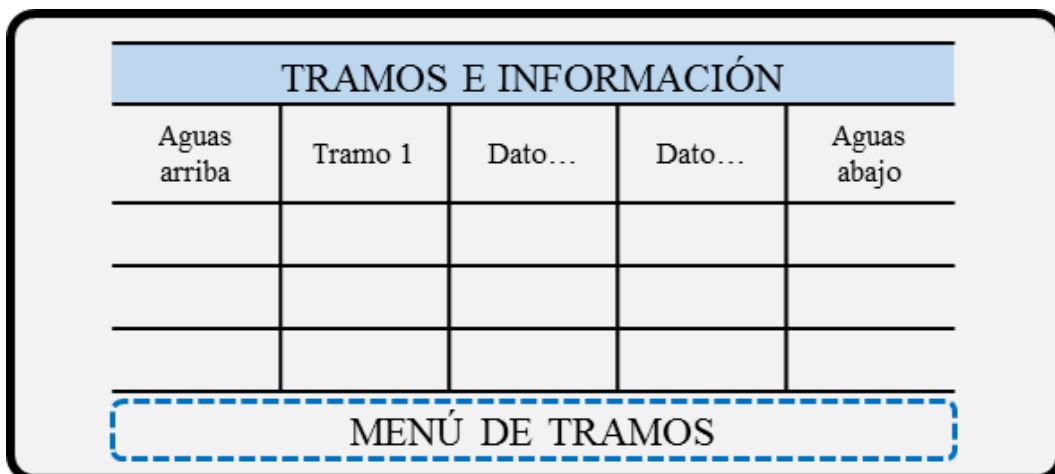 TRAMOS E INFORMACIÓN
Aguas
arriba
Tramo 1
Dato...
Dato...
Aguas
abajo
MENÚ DE TRAMOS